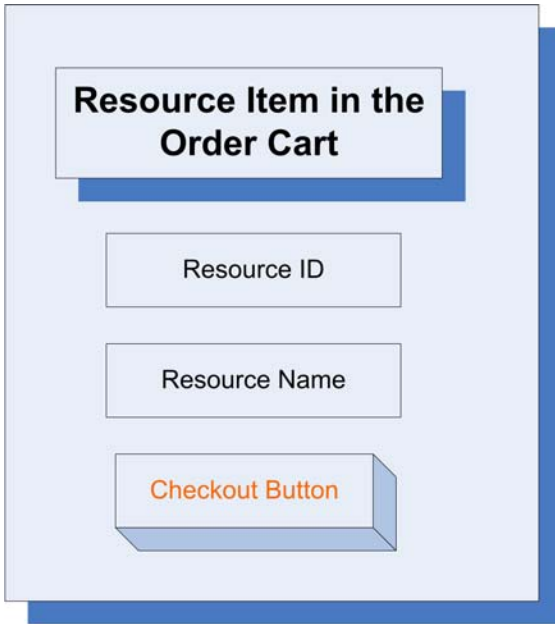 Resource Item in the
Order Cart
Resource ID
Resource Name
Checkout Button